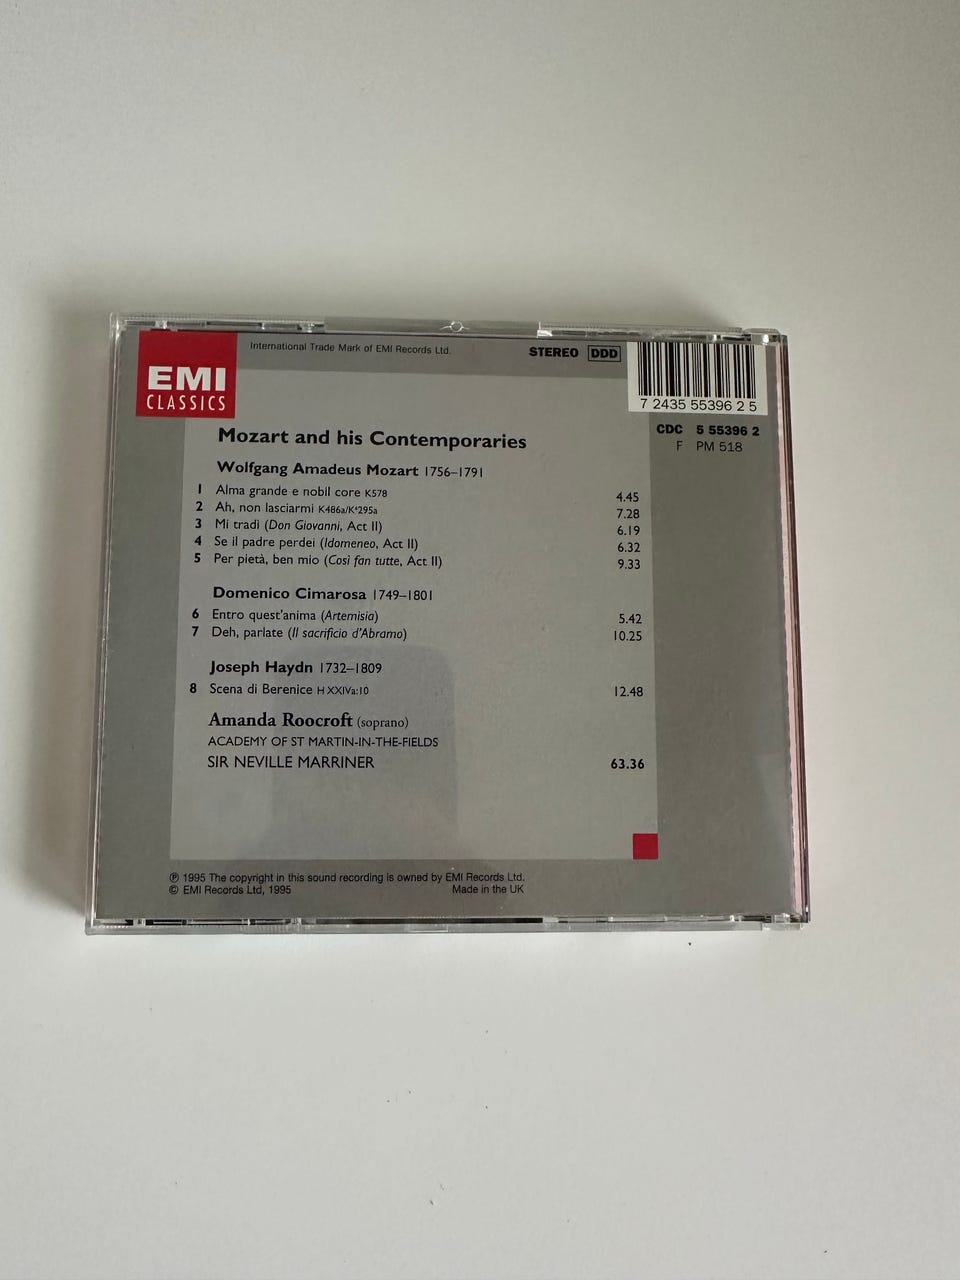 EMI
CLASSICS
International Trade Mark of EMI Records Ltd.
STEREO DDD
7 24355 55396 2 5
CDC 5 55396 2
F PM 518
Mozart and his Contemporaries
Wolfgang Amadeus Mozart 1756–1791
1 Alma grande e nobil core K578 4.45
2 Ah, non lasciarmi K486a/K⁶295a 7.28
3 Mi tradì (Don Giovanni, Act II) 6.19
4 Se il padre perdei (Idomeneo, Act II) 6.32
5 Per pietà, ben mio (Così fan tutte, Act II) 9.33
Domenico Cimarosa 1749–1801
6 Entro quest'anima (Artemisia) 5.42
7 Deh, parlate (Il sacrificio d'Abramo) 10.25
Joseph Haydn 1732–1809
8 Scena di Berenice H XXIVa:10 12.48
Amanda Roocroft (soprano)
ACADEMY OF ST MARTIN-IN-THE-FIELDS
SIR NEVILLE MARRINER 63.36
℗ 1995 The copyright in this sound recording is owned by EMI Records Ltd.
© EMI Records Ltd, 1995 Made in the UK